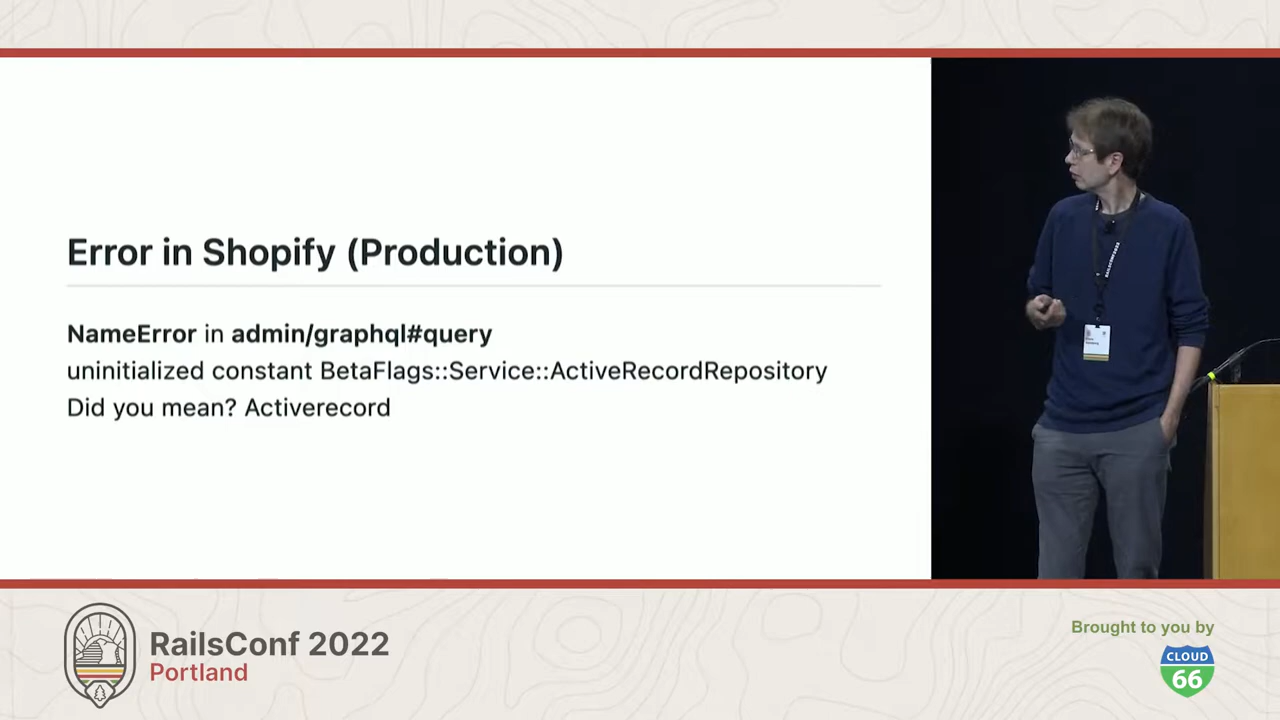 Error in Shopify (Production)
NameError in admin/graphql#query
uninitialized constant BetaFlags::Service::ActiveRecordRepository
Did you mean? Activerecord
RailsConf 2022
Portland
Brought to you by
CLOUD
66